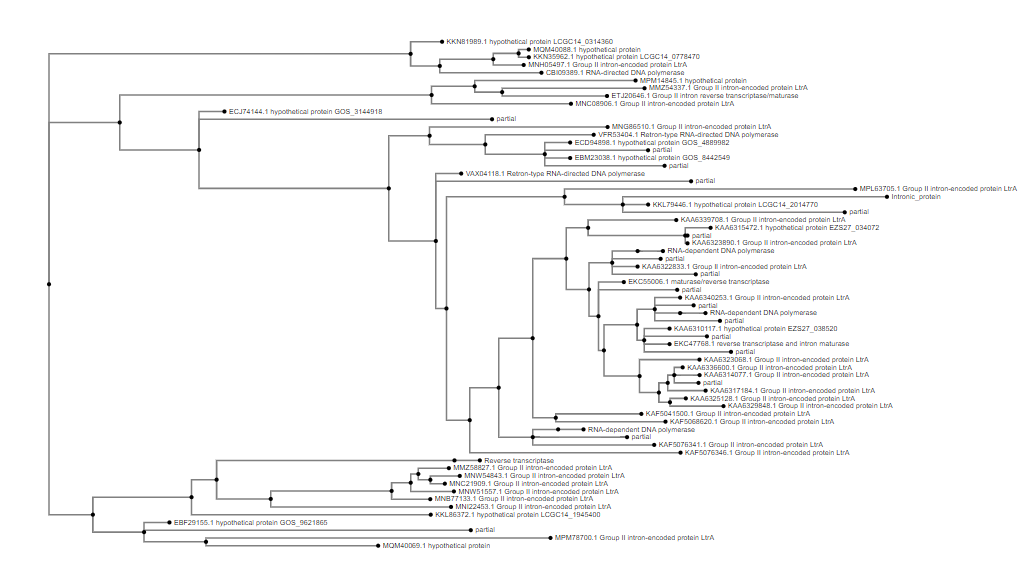 KKN81989.1 hypothetical protein LCGC14_0314360
MQM40088.1 hypothetical protein
KKN35962.1 hypothetical protein LCGC14_0778470
MNH05497.1 Group II intron-encoded protein LtrA
CBI09389.1 RNA-directed DNA polymerase
MPM14845.1 hypothetical protein
MMZ54337.1 Group II intron-encoded protein LtrA
ETJ20646.1 Group II intron reverse transcriptase/maturase
MNC08906.1 Group II intron-encoded protein LtrA
ECJ74144.1 hypothetical protein GOS_3144918
partial
MNG86510.1 Group II intron-encoded protein LtrA
VFR53404.1 Retron-type RNA-directed DNA polymerase
ECD94898.1 hypothetical protein GOS_4889982
partial
EBM23038.1 hypothetical protein GOS_8442549
partial
VAX04118.1 Retron-type RNA-directed DNA polymerase
partial
MPL63705.1 Group II intron-encoded protein LtrA
Intronic_protein
KKL79446.1 hypothetical protein LCGC14_2014770
partial
KAA6339708.1 Group II intron-encoded protein LtrA
KAA6315472.1 hypothetical protein EZS27_034072
partial
KAA6323890.1 Group II intron-encoded protein LtrA
RNA-dependent DNA polymerase
partial
KAA6322833.1 Group II intron-encoded protein LtrA
partial
EKC55006.1 maturase/reverse transcriptase
partial
KAA6340253.1 Group II intron-encoded protein LtrA
partial
RNA-dependent DNA polymerase
partial
KAA6310117.1 hypothetical protein EZS27_038520
partial
EKC47768.1 reverse transcriptase and intron maturase
partial
KAA6323068.1 Group II intron-encoded protein LtrA
KAA6336600.1 Group II intron-encoded protein LtrA
KAA6314077.1 Group II intron-encoded protein LtrA
partial
KAA6317184.1 Group II intron-encoded protein LtrA
KAA6325128.1 Group II intron-encoded protein LtrA
KAA6329848.1 Group II intron-encoded protein LtrA
KAF5041500.1 Group II intron-encoded protein LtrA
KAF5068620.1 Group II intron-encoded protein LtrA
RNA-dependent DNA polymerase
partial
KAF5076341.1 Group II intron-encoded protein LtrA
KAF5076346.1 Group II intron-encoded protein LtrA
Reverse transcriptase
MMZ58827.1 Group II intron-encoded protein LtrA
MNW54843.1 Group II intron-encoded protein LtrA
MNC21909.1 Group II intron-encoded protein LtrA
MNW51557.1 Group II intron-encoded protein LtrA
MNB77133.1 Group II intron-encoded protein LtrA
MNI22453.1 Group II intron-encoded protein LtrA
KKL86372.1 hypothetical protein LCGC14_1945400
EBF29155.1 hypothetical protein GOS_9621865
partial
MPM78700.1 Group II intron-encoded protein LtrA
MQM40069.1 hypothetical protein